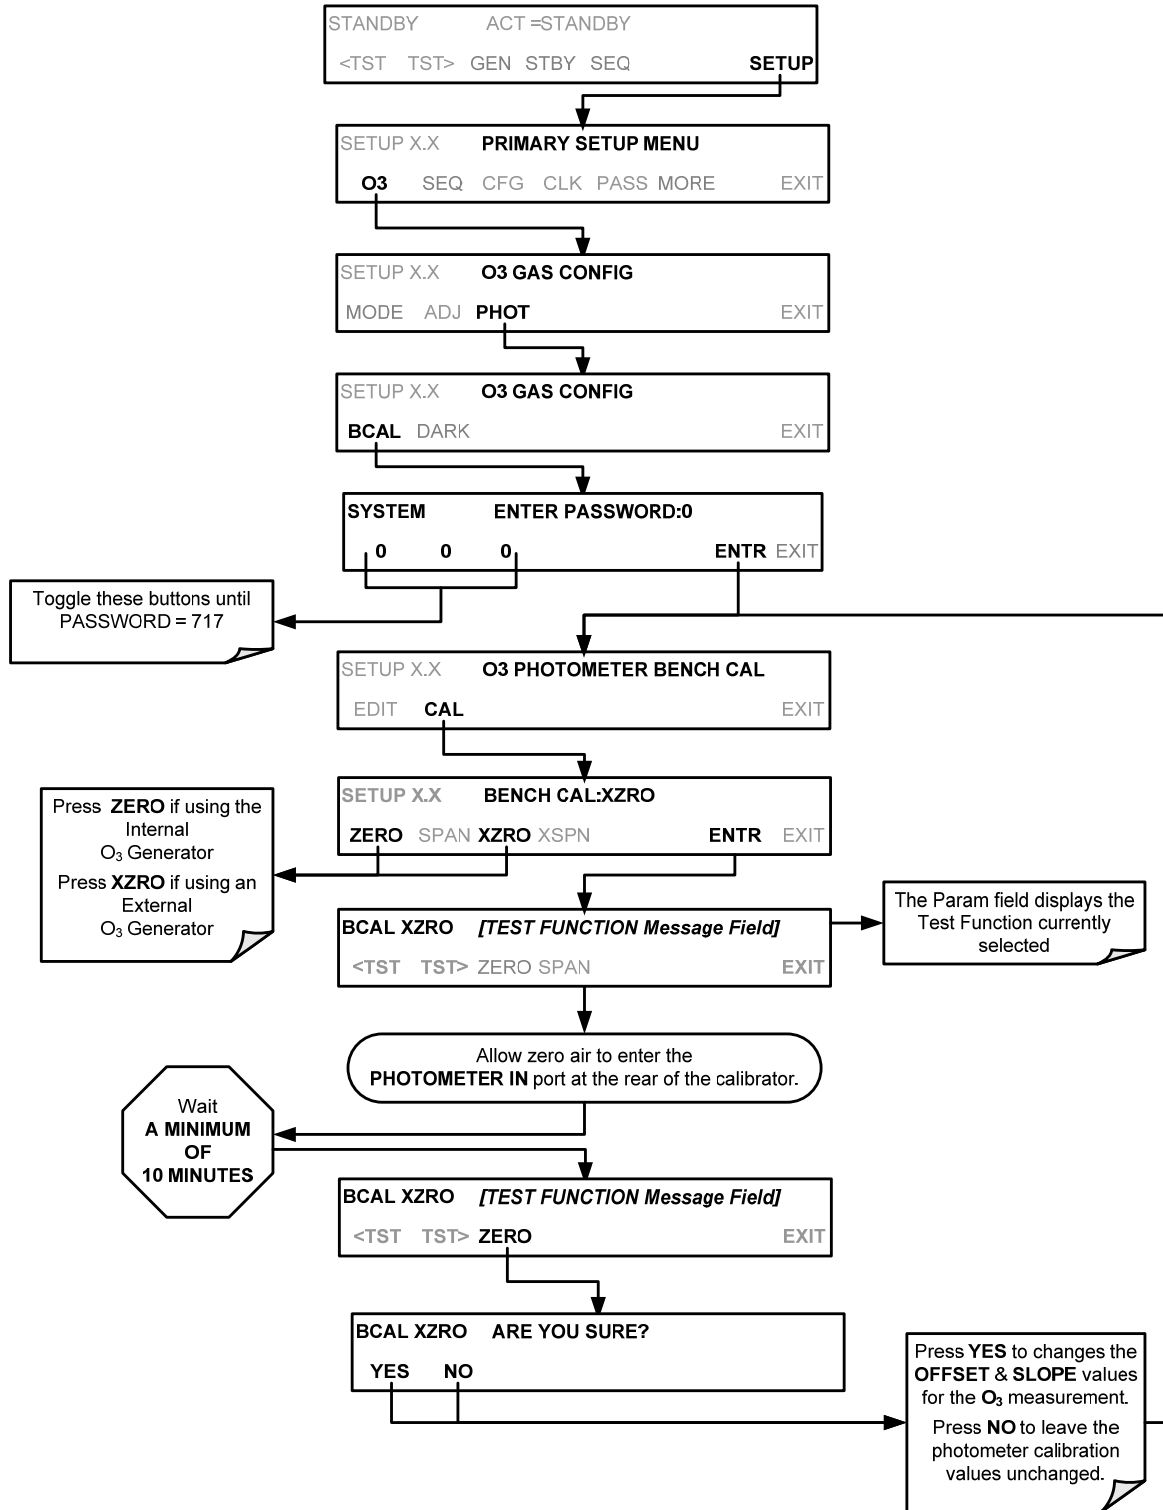 STANDBY ACT =STANDBY
<TST TST> GEN STBY SEQ SETUP
SETUP X.X PRIMARY SETUP MENU
O3 SEQ CFG CLK PASS MORE EXIT
SETUP X.X O3 GAS CONFIG
MODE ADJ PHOT EXIT
SETUP X.X O3 GAS CONFIG
BCAL DARK EXIT
SYSTEM ENTER PASSWORD:0
0 0 0 ENTR EXIT
Toggle these buttons until
PASSWORD = 717
SETUP X.X O3 PHOTOMETER BENCH CAL
EDIT CAL EXIT
SETUP X.X BENCH CAL:XZRO
ZERO SPAN XZRO XSPN ENTR EXIT
Press ZERO if using the
Internal
O3 Generator
Press XZRO if using an
External
O3 Generator
BCAL XZRO [TEST FUNCTION Message Field]
<TST TST> ZERO SPAN EXIT
The Param field displays the
Test Function currently
selected
Allow zero air to enter the
PHOTOMETER IN port at the rear of the calibrator.
Wait
A MINIMUM
OF
10 MINUTES
BCAL XZRO [TEST FUNCTION Message Field]
<TST TST> ZERO EXIT
BCAL XZRO ARE YOU SURE?
YES NO
Press YES to changes the
OFFSET & SLOPE values
for the O3 measurement.
Press NO to leave the
photometer calibration
values unchanged.